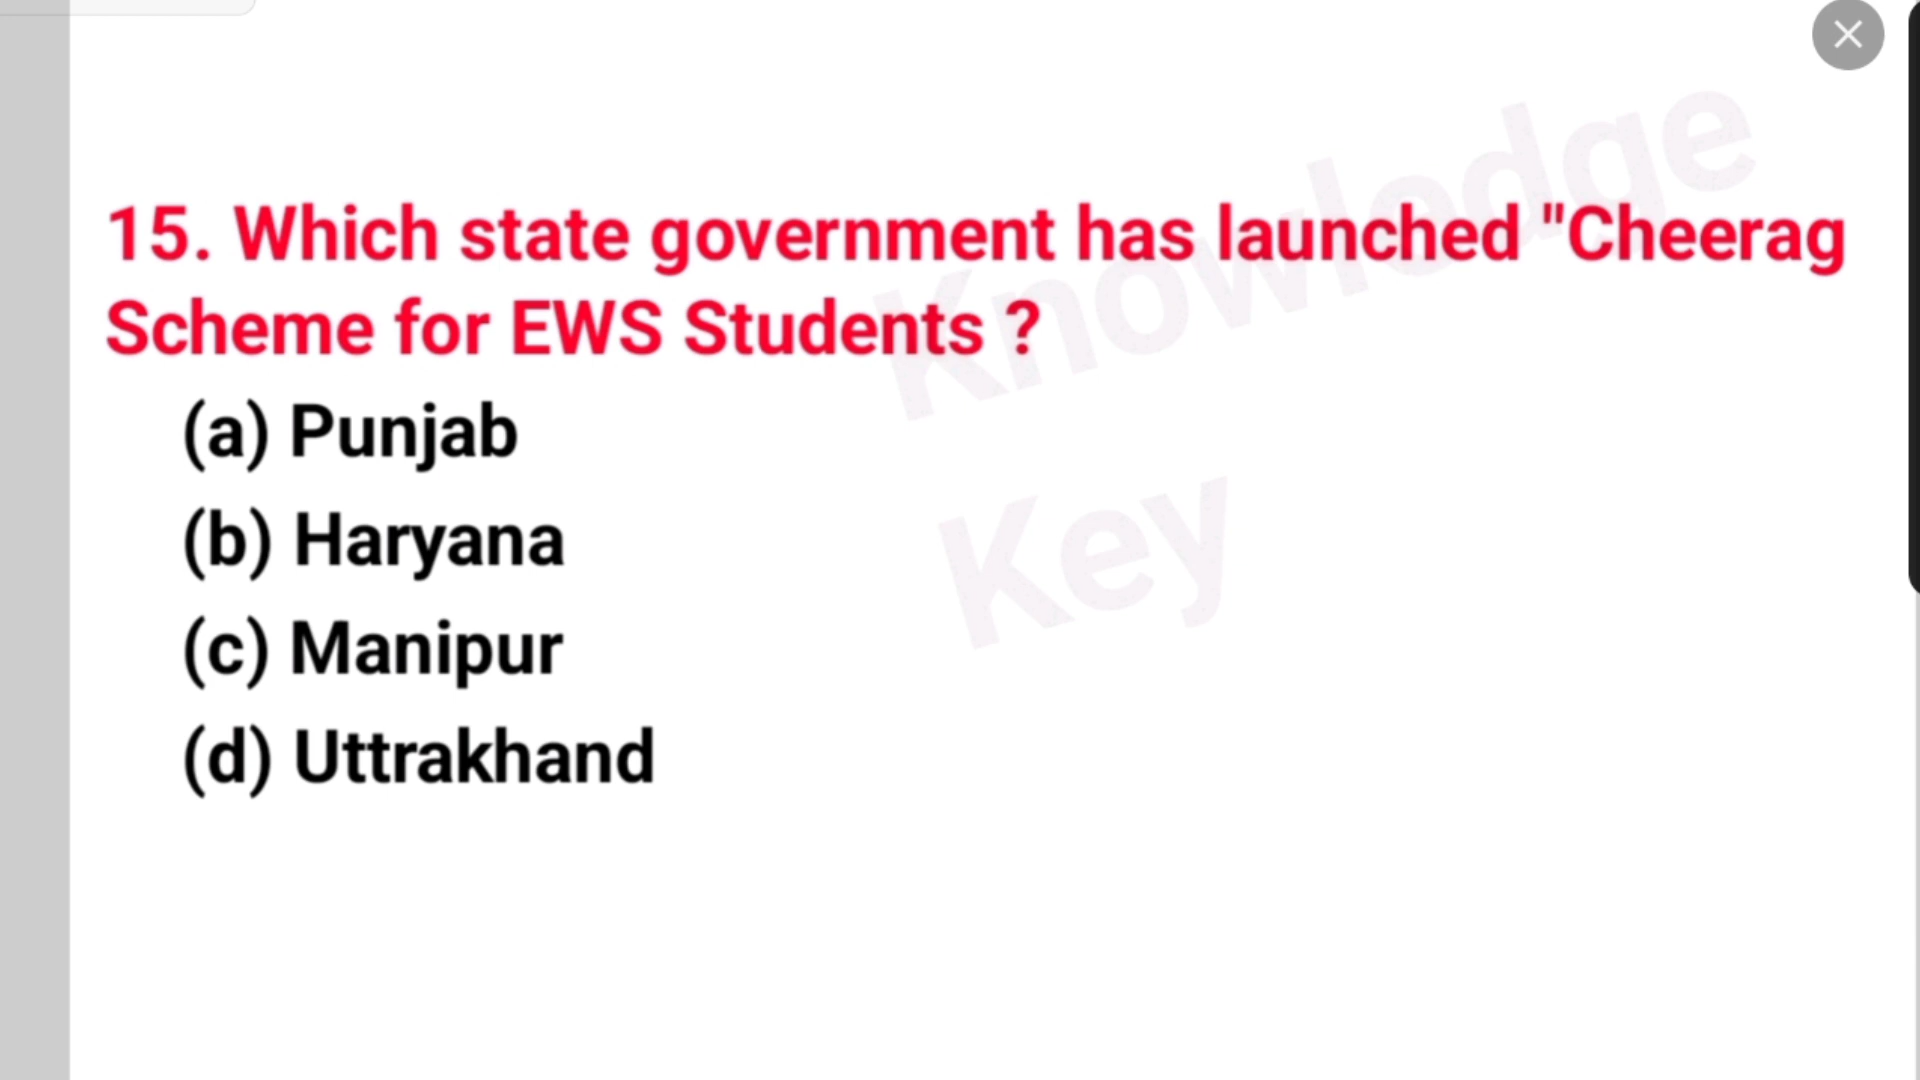 15. Which state government has launched "Cheerag
Scheme for EWS Students ?
(a) Punjab
(b) Haryana
(c) Manipur
(d) Uttrakhand
Knowledge
Key